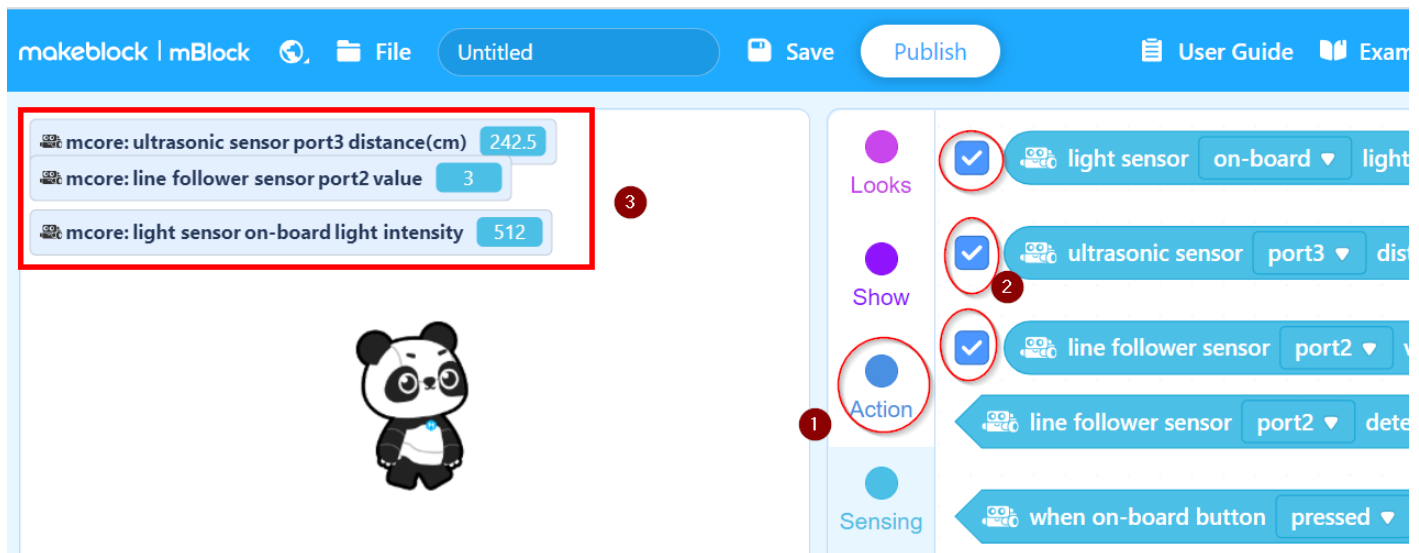 makeblock | mBlock File Untitled Save Publish User Guide Exam
mcore: ultrasonic sensor port3 distance(cm) 242.5
mcore: line follower sensor port2 value 3
mcore: light sensor on-board light intensity 512
3
Looks
Show
Action
1
Sensing
light sensor on-board light
ultrasonic sensor port3 dist
2
line follower sensor port2 v
line follower sensor port2 dete
when on-board button pressed